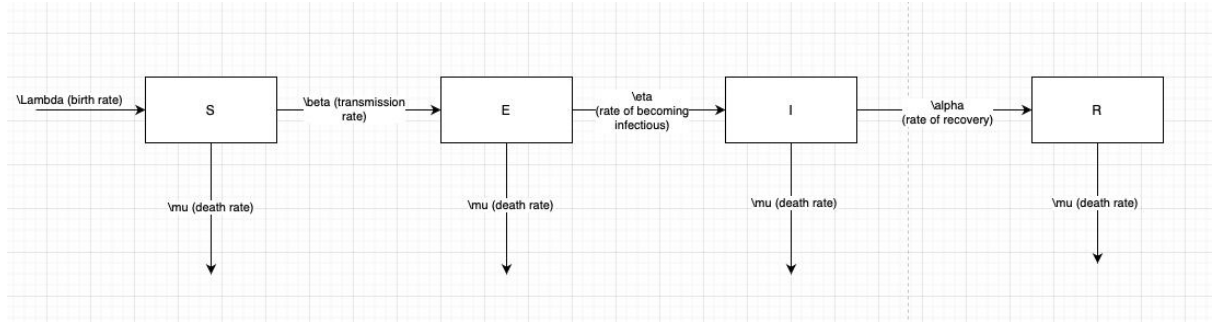 \Lambda (birth rate)
S
\beta (transmission
rate)
E
\eta
(rate of becoming
infectious)
I
\alpha
(rate of recovery)
R
\mu (death rate)
\mu (death rate)
\mu (death rate)
\mu (death rate)